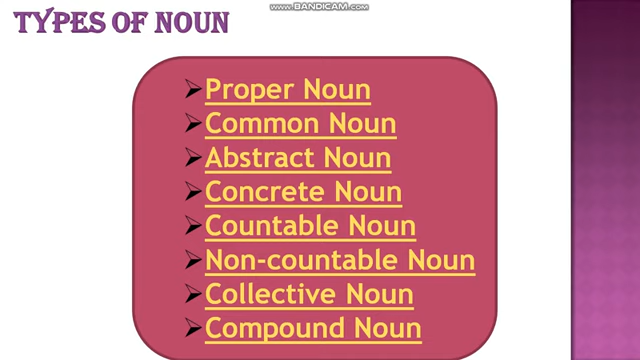 www.BANDICAM.com
TYPES OF NOUN
➢Proper Noun
➢Common Noun
➢Abstract Noun
➢Concrete Noun
➢Countable Noun
➢Non-countable Noun
➢Collective Noun
➢Compound Noun